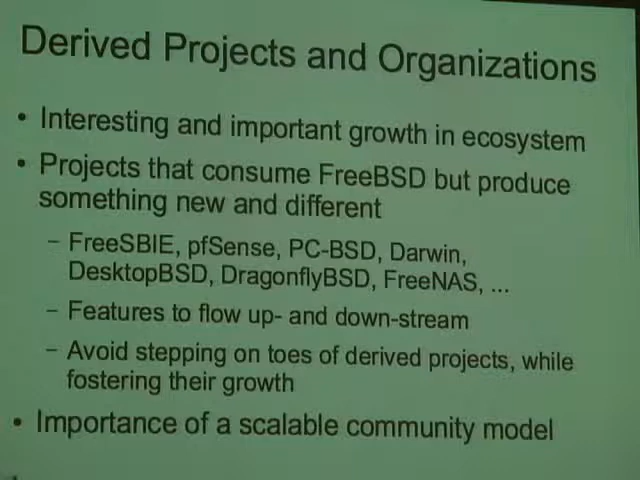 Derived Projects and Organizations
• Interesting and important growth in ecosystem
• Projects that consume FreeBSD but produce
something new and different
– FreeSBIE, pfSense, PC-BSD, Darwin,
DesktopBSD, DragonflyBSD, FreeNAS, ...
– Features to flow up- and down-stream
– Avoid stepping on toes of derived projects, while
fostering their growth
• Importance of a scalable community model